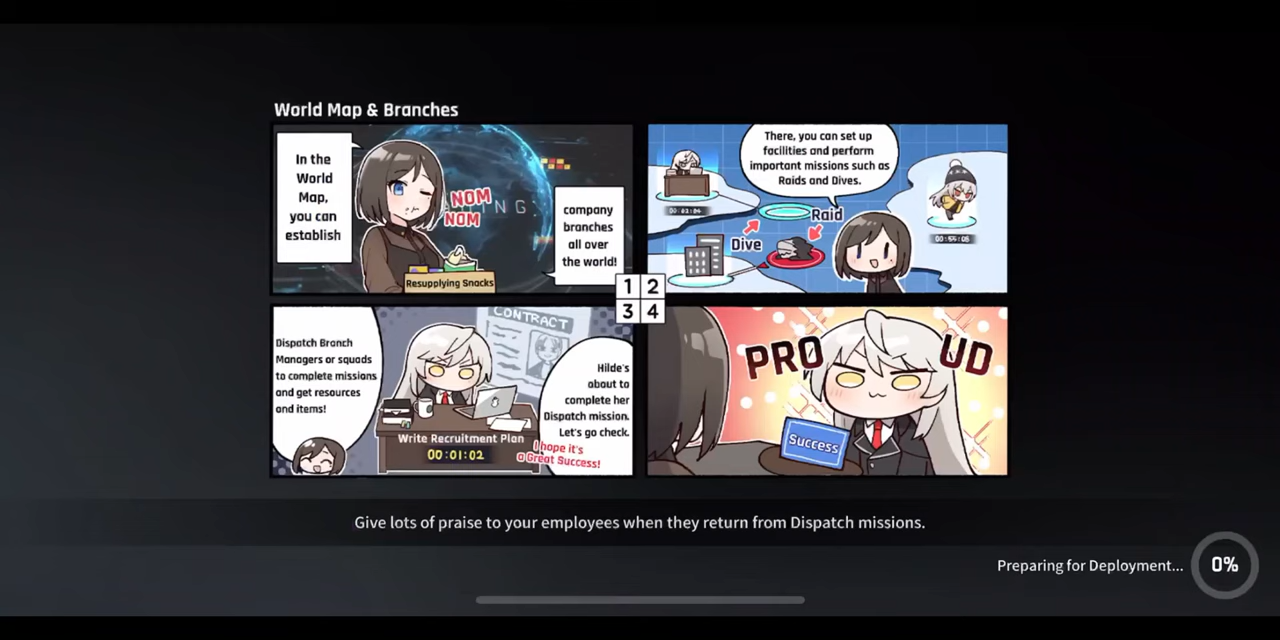 World Map & Branches
In the
World
Map,
you can
establish
NOM
NOM
company
branches
all over
the world!
Resupplying Snacks
There, you can set up
facilities and perform
important missions such as
Raids and Dives.
Raid
Dive
00:55:05
1 2
3 4
Dispatch Branch
Managers or squads
to complete missions
and get resources
and items!
CONTRACT
Hilde's
about to
complete her
Dispatch mission.
Let's go check.
I hope it's
a Great Success!
Write Recruitment Plan
00:01:02
PROUD
Success
Give lots of praise to your employees when they return from Dispatch missions.
Preparing for Deployment...
0%